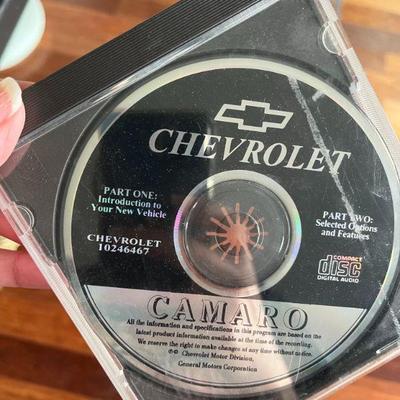 CHEVROLET
PART ONE:
Introduction to
Your New Vehicle
PART TWO:
Selected Options
and Features
CHEVROLET
10246467
COMPACT
disc
DIGITAL AUDIO
CAMARO
All the information and specifications in this program are based on the
latest product information available at the time of the recording.
We reserve the right to make changes at any time without notice.
Chevrolet Motor Division,
General Motors Corporation